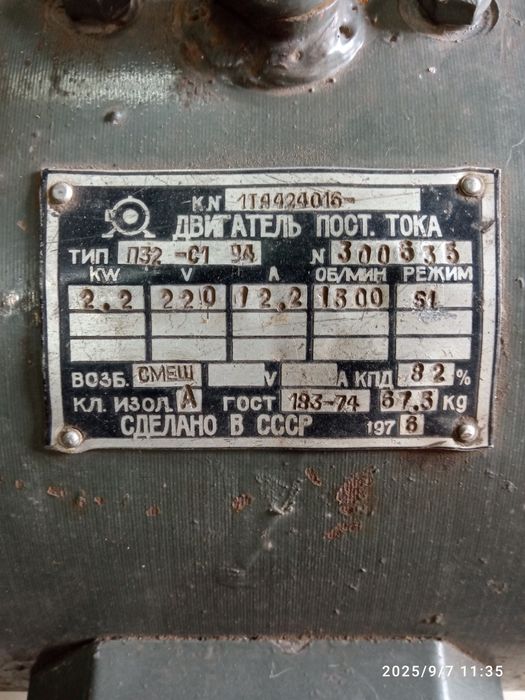 K.N 1ТА424016-
ДВИГАТЕЛЬ ПОСТ. ТОКА
ТИП П32-С1 У4 N 300635
KW V A ОБ/МИН РЕЖИМ
2.2 220 12.2 1500 S1
ВОЗБ. СМЕШ V A КПД 82 %
КЛ. ИЗОЛ. А ГОСТ 183-74 67.5 Kg
СДЕЛАНО В СССР 1976
2025/9/7 11:35